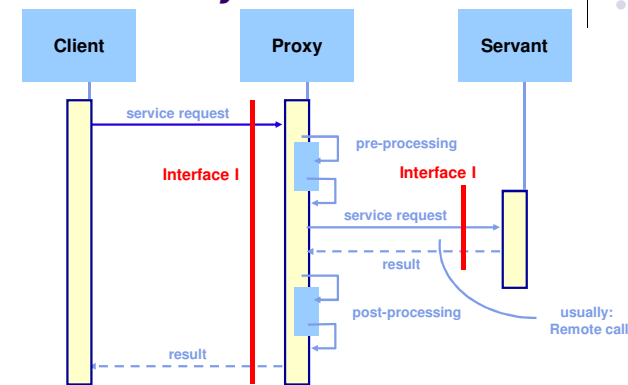 Client
Proxy
Servant
service request
pre-processing
Interface I
Interface I
service request
result
post-processing
usually:
Remote call
result